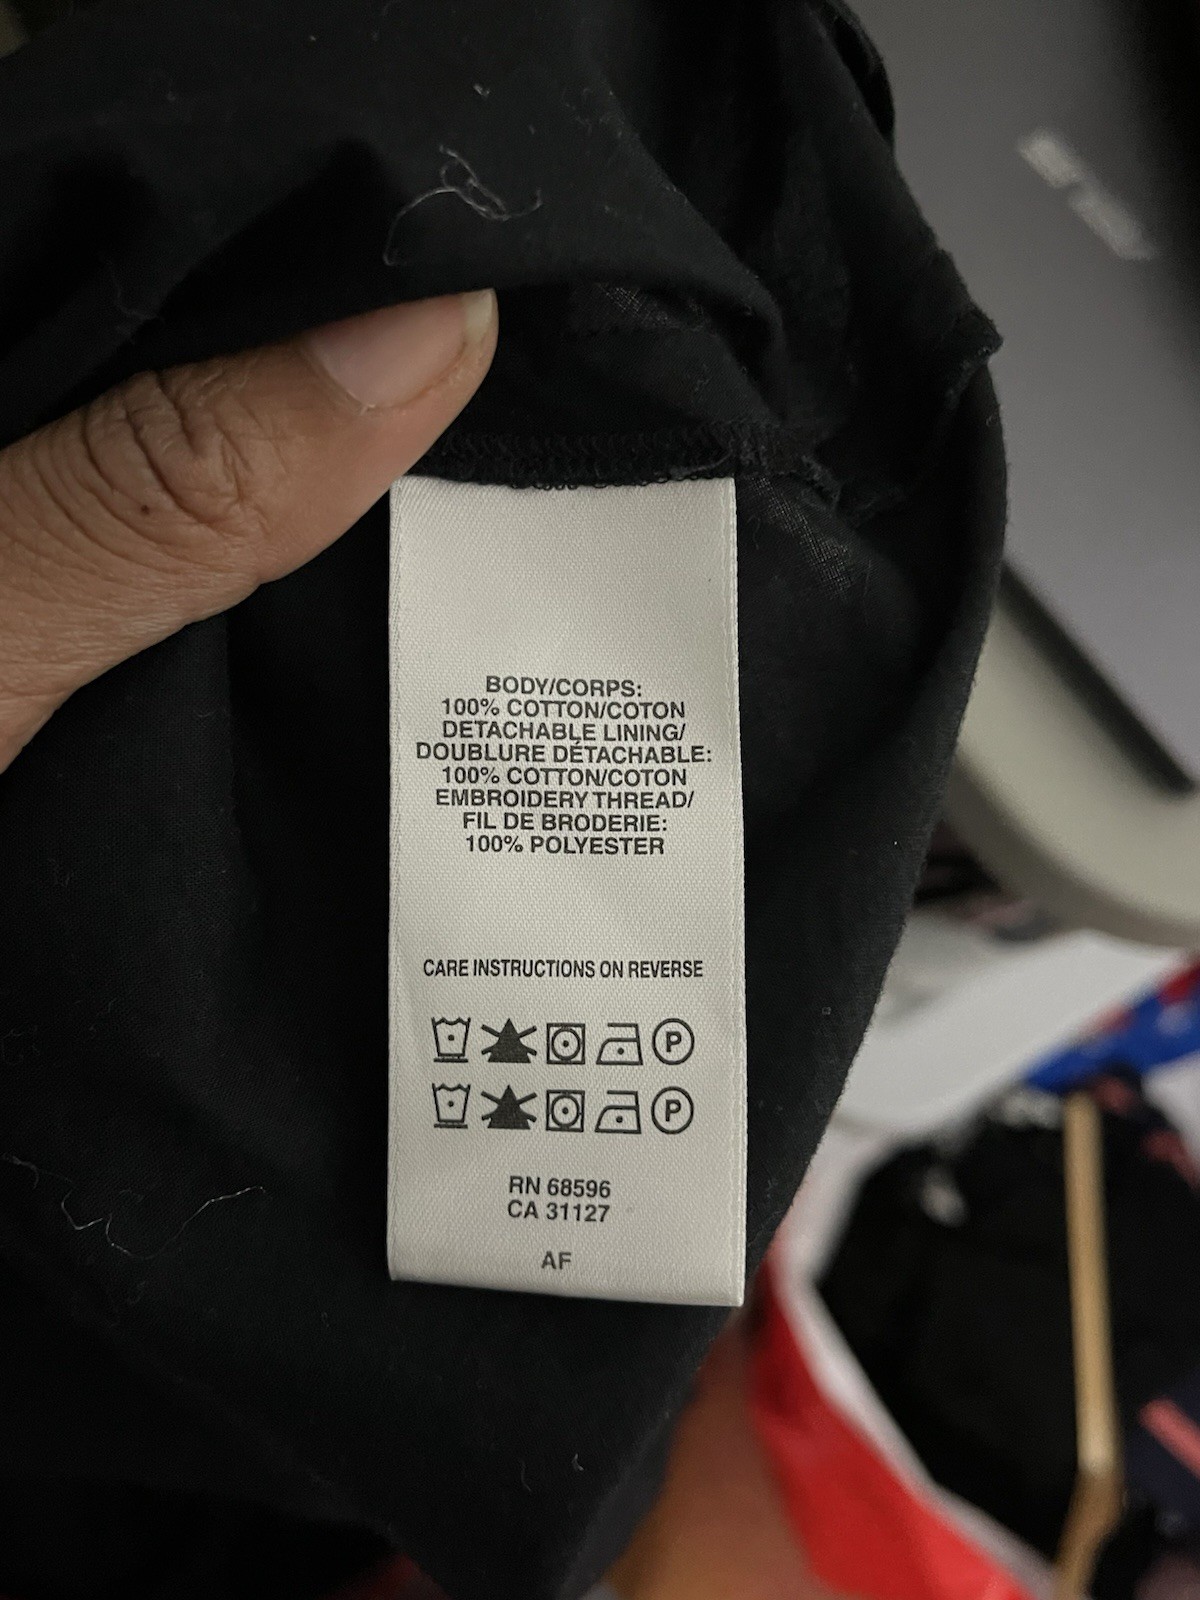 BODY/CORPS:
100% COTTON/COTON
DETACHABLE LINING/
DOUBLURE DÉTACHABLE:
100% COTTON/COTON
EMBROIDERY THREAD/
FIL DE BRODERIE:
100% POLYESTER
CARE INSTRUCTIONS ON REVERSE
P
P
RN 68596
CA 31127
AF